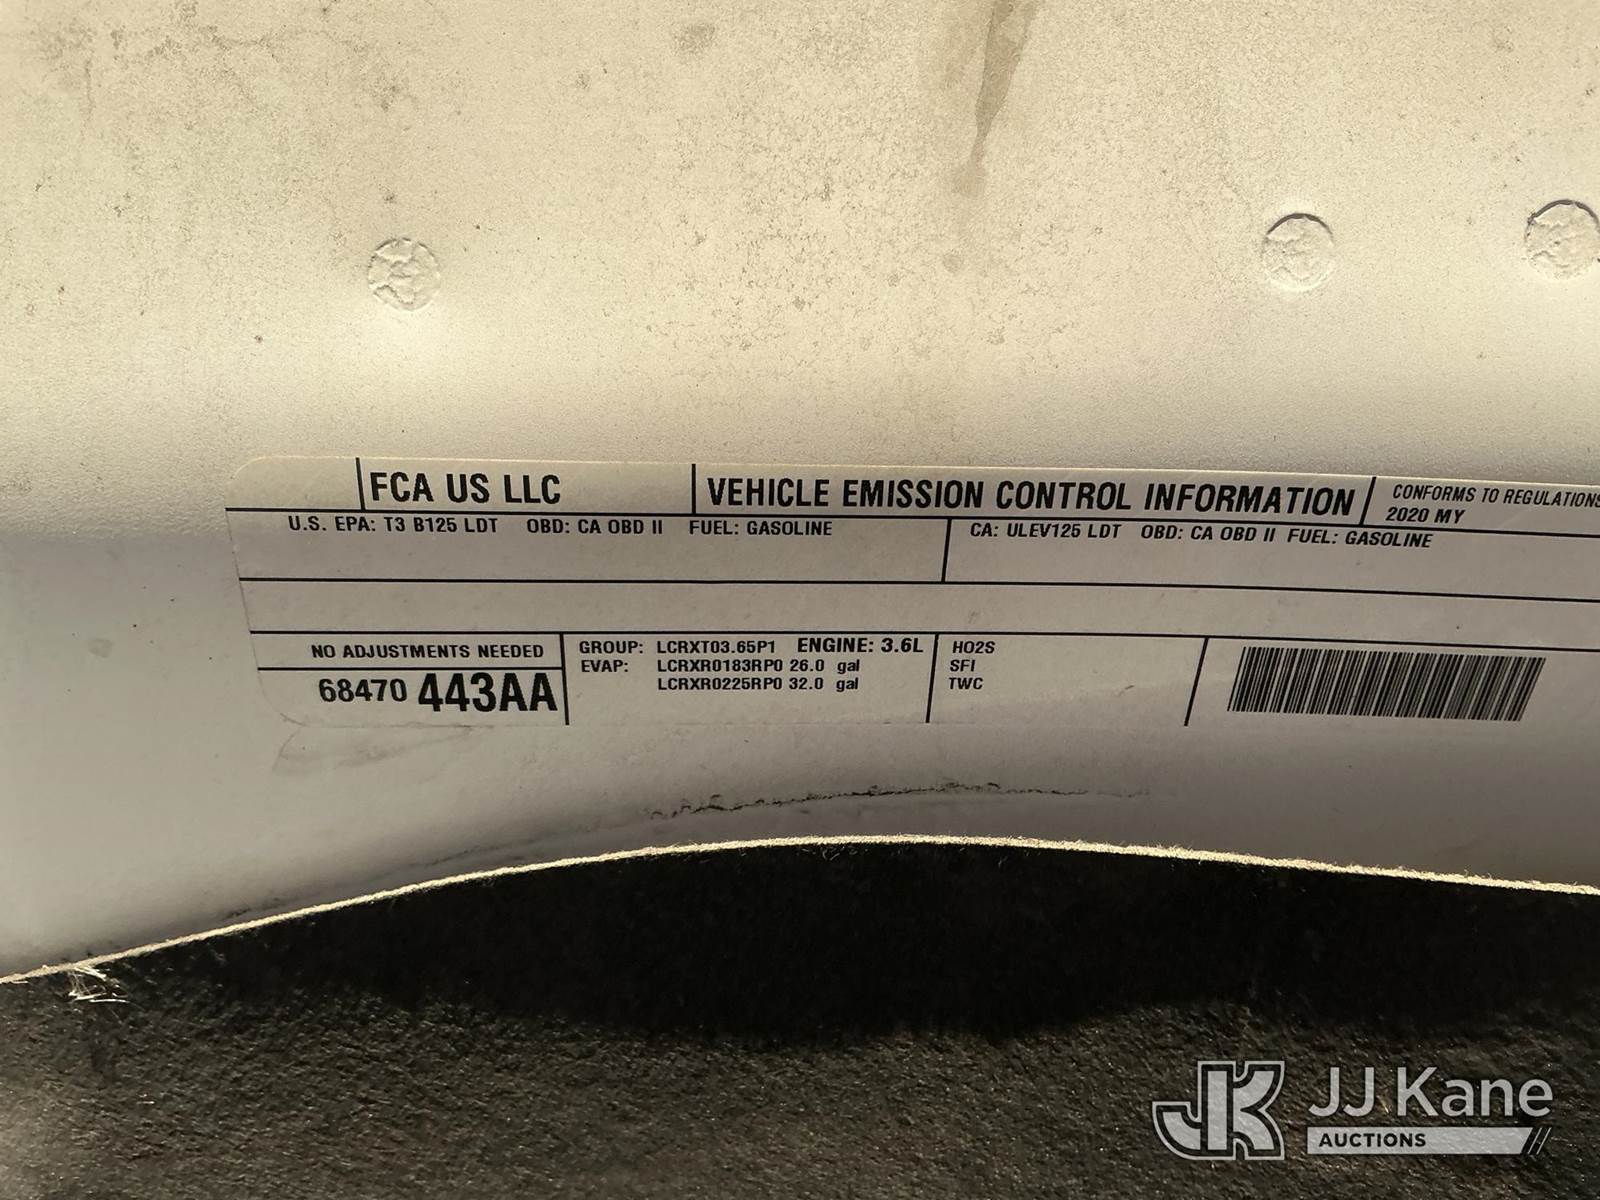 FCA US LLC
VEHICLE EMISSION CONTROL INFORMATION
CONFORMS TO REGULATIONS
2020 MY
U.S. EPA: T3 B125 LDT OBD: CA OBD II FUEL: GASOLINE
CA: ULEV125 LDT OBD: CA OBD II FUEL: GASOLINE
NO ADJUSTMENTS NEEDED
68470 443AA
GROUP: LCRXT03.65P1 ENGINE: 3.6L
EVAP: LCRXR0183RP0 26.0 gal
LCRXR0225RP0 32.0 gal
HO2S
SFI
TWC
JK JJ Kane
AUCTIONS